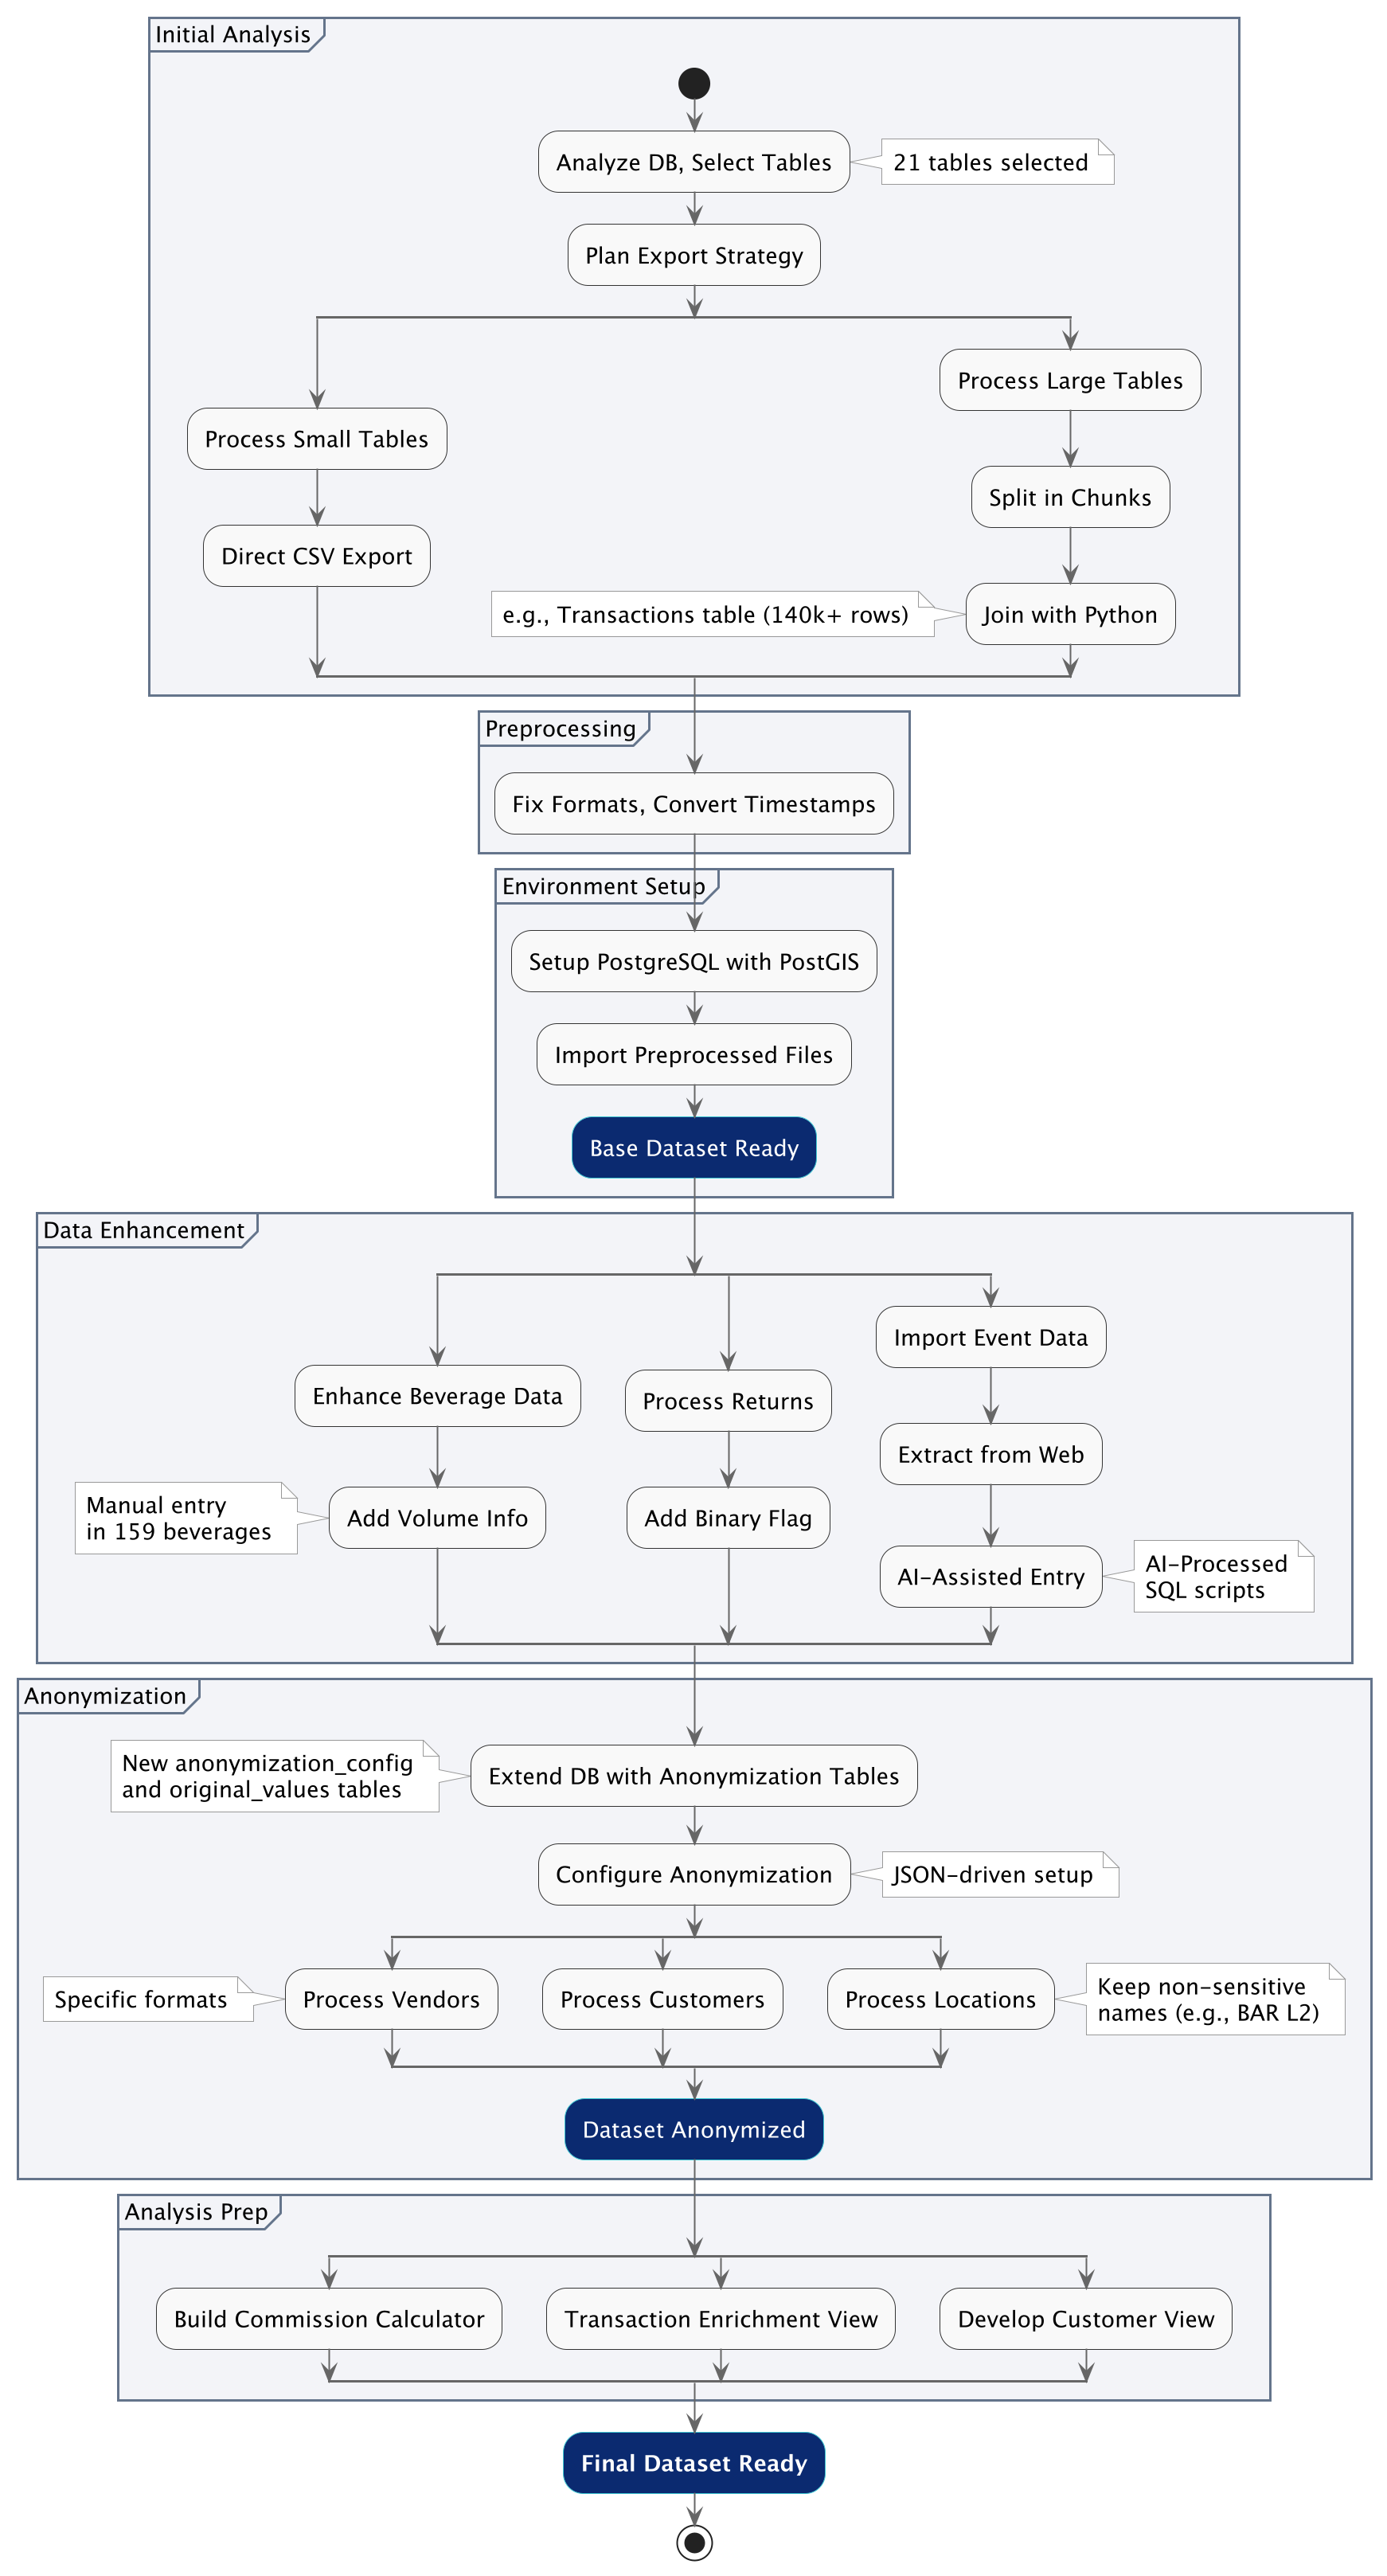 Initial Analysis
Analyze DB, Select Tables
21 tables selected
Plan Export Strategy
Process Small Tables
Direct CSV Export
Process Large Tables
Split in Chunks
Join with Python
e.g., Transactions table (140k+ rows)
Preprocessing
Fix Formats, Convert Timestamps
Environment Setup
Setup PostgreSQL with PostGIS
Import Preprocessed Files
Base Dataset Ready
Data Enhancement
Enhance Beverage Data
Add Volume Info
Manual entry
in 159 beverages
Process Returns
Add Binary Flag
Import Event Data
Extract from Web
AI-Assisted Entry
AI-Processed
SQL scripts
Anonymization
New anonymization_config
and original_values tables
Extend DB with Anonymization Tables
Configure Anonymization
JSON-driven setup
Specific formats
Process Vendors
Process Customers
Process Locations
Keep non-sensitive
names (e.g., BAR L2)
Dataset Anonymized
Analysis Prep
Build Commission Calculator
Transaction Enrichment View
Develop Customer View
Final Dataset Ready